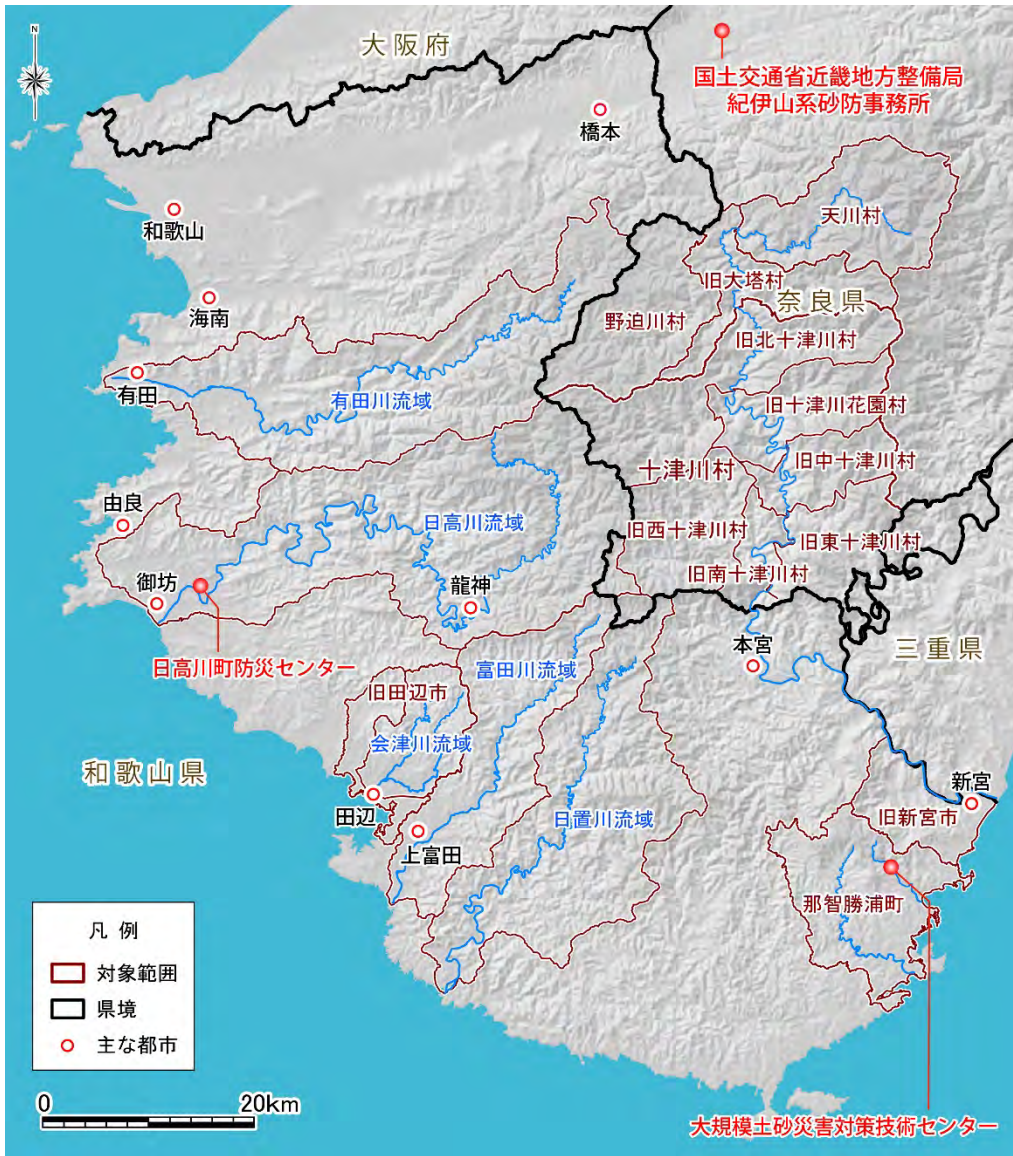 N
大阪府
国土交通省近畿地方整備局
紀伊山系砂防事務所
橋本
天川村
和歌山
旧大塔村
奈良県
海南
野迫川村
旧北十津川村
有田
有田川流域
旧十津川花園村
十津川村
旧中十津川村
由良
日高川流域
旧西十津川村
旧東十津川村
旧南十津川村
御坊
龍神
本宮
三重県
日高川町防災センター
富田川流域
旧田辺市
会津川流域
和歌山県
田辺
新宮
旧新宮市
上富田
日置川流域
那智勝浦町
凡 例
対象範囲
県境
主な都市
0 20km
大規模土砂災害対策技術センター